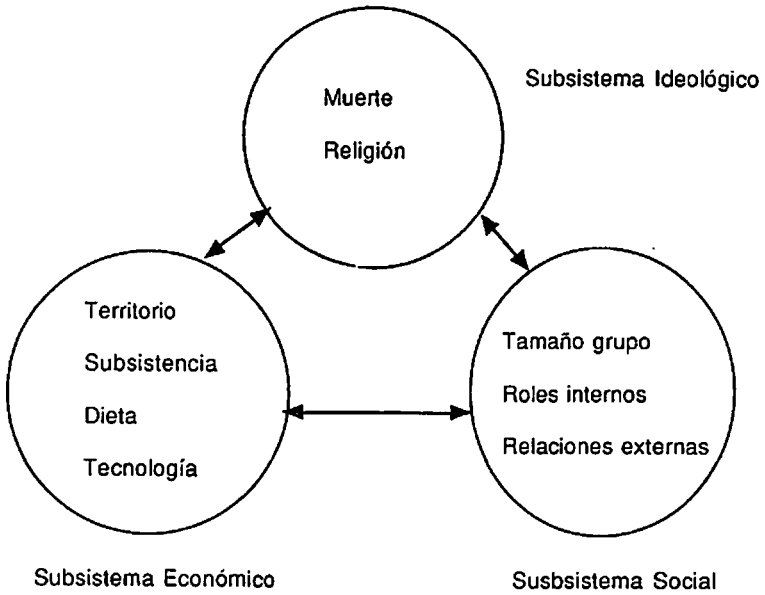 Subsistema Ideológico
Muerte
Religión
Territorio
Subsistencia
Dieta
Tecnología
Tamaño grupo
Roles internos
Relaciones externas
Subsistema Económico
Susbsistema Social